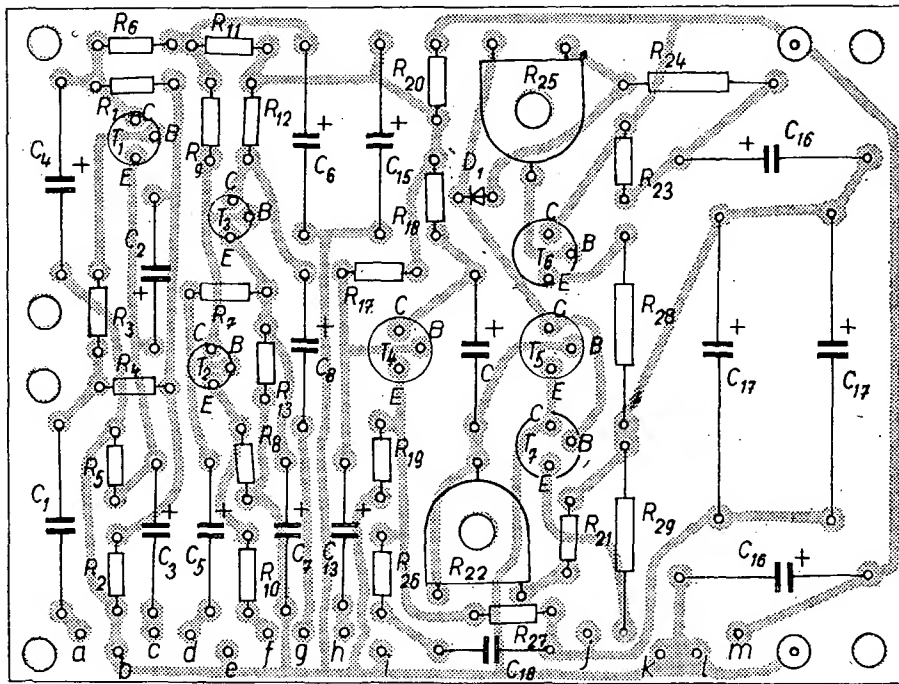 R6 R11 R20 R25 R24
R1 C T1 B E R9 R12 C6 + C15 + D1 R23 + C16
C4 + C2 + C T3 B E R18 C T6 B E
R3 R7 R17 R28
R4 C T2 B E R13 C8 + C T4 B E C + C T5 B E C17 + C17 +
C1 R5 R8 R19 C T7 B E
R2 C3 + C5 + R10 C7 + C13 + R26 R22 R21 R29 C16 +
R27
C18
a b c d e f g h i j k l m